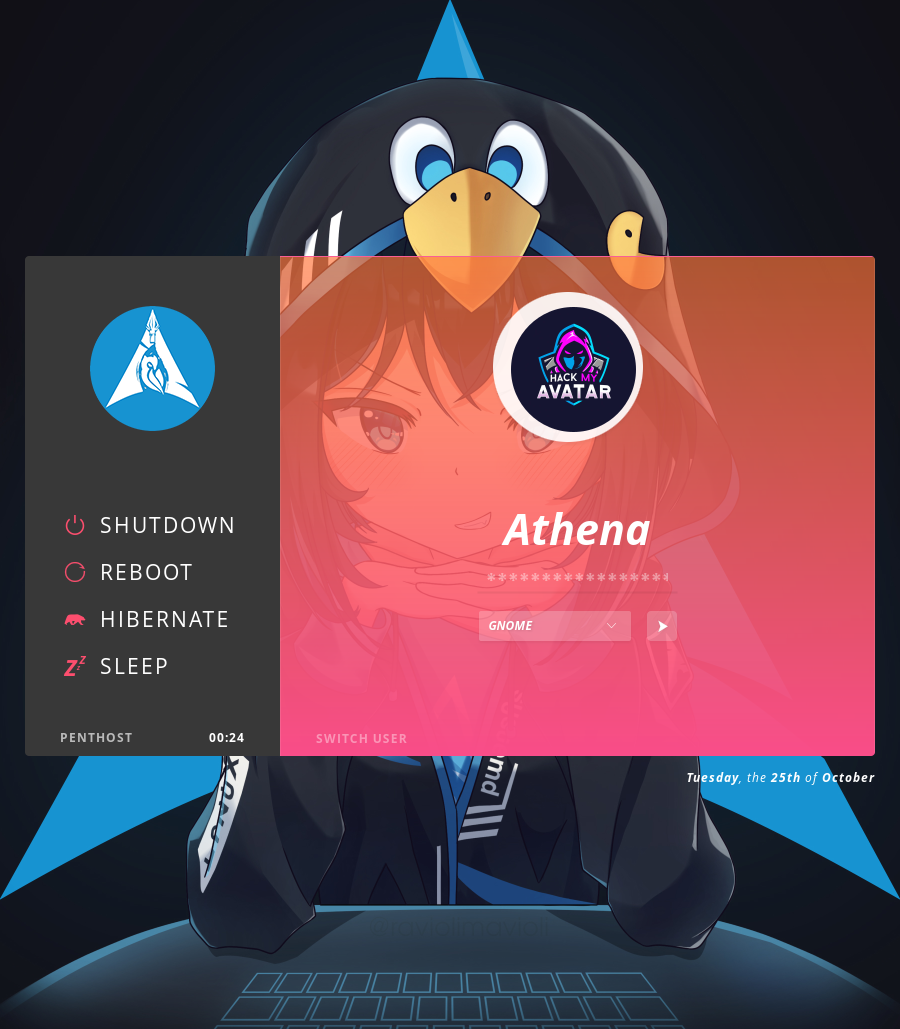 HACK MY
AVATAR
Athena
*****************
GNOME
SHUTDOWN
REBOOT
HIBERNATE
Zz
SLEEP
PENTHOST
00:24
SWITCH USER
Tuesday, the 25th of October